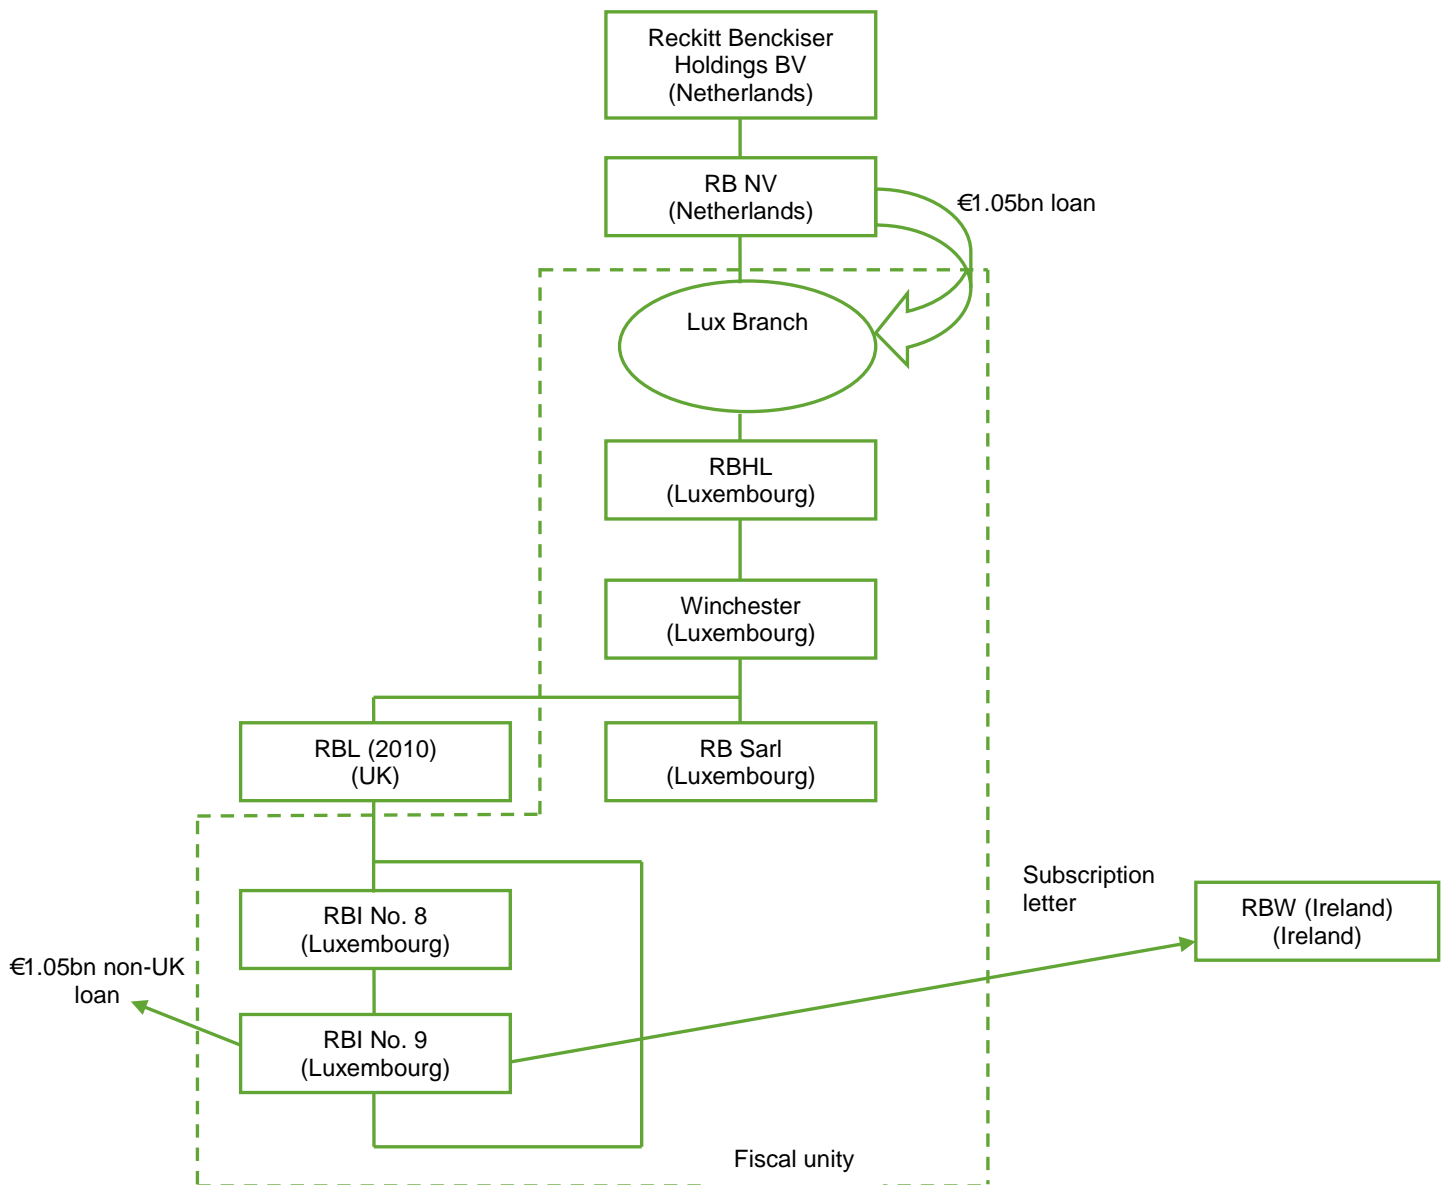 Reckitt Benckiser
Holdings BV
(Netherlands)
RB NV
(Netherlands)
€1.05bn loan
Lux Branch
RBHL
(Luxembourg)
Winchester
(Luxembourg)
RBL (2010)
(UK)
RB Sarl
(Luxembourg)
Subscription
letter
RBW (Ireland)
(Ireland)
RBI No. 8
(Luxembourg)
€1.05bn non-UK
loan
RBI No. 9
(Luxembourg)
Fiscal unity